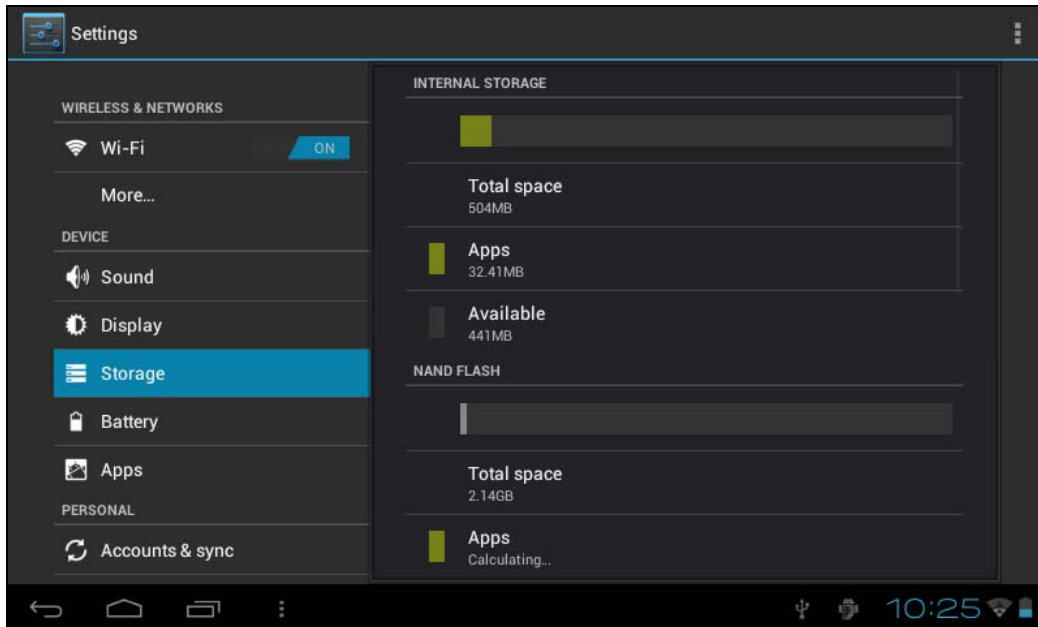 Settings
WIRELESS & NETWORKS
Wi-Fi
ON
More...
DEVICE
Sound
Display
Storage
Battery
Apps
PERSONAL
Accounts & sync
INTERNAL STORAGE
Total space
504MB
Apps
32.41MB
Available
441MB
NAND FLASH
Total space
2.14GB
Apps
Calculating...
10:25